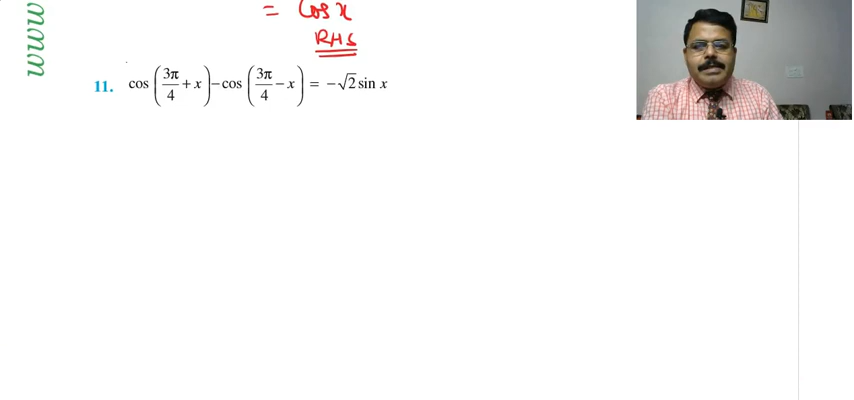 = Cos x
RHS
11. cos(3π/4 + x) − cos(3π/4 − x) = −√2 sin x
www